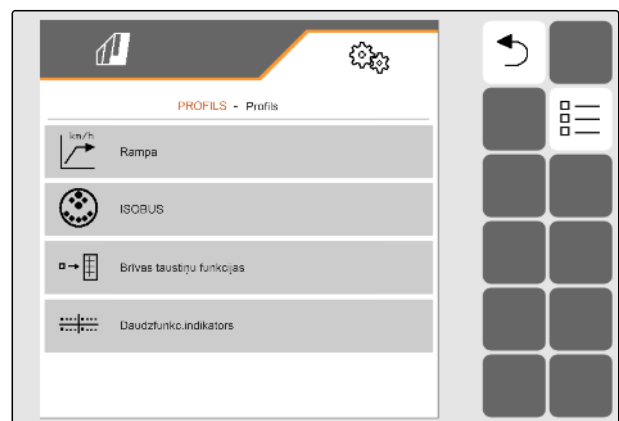 PROFILS - Profils
km/h
Rampa
ISOBUS
Brīvas taustiņu funkcijas
Daudzfunkc.indikators